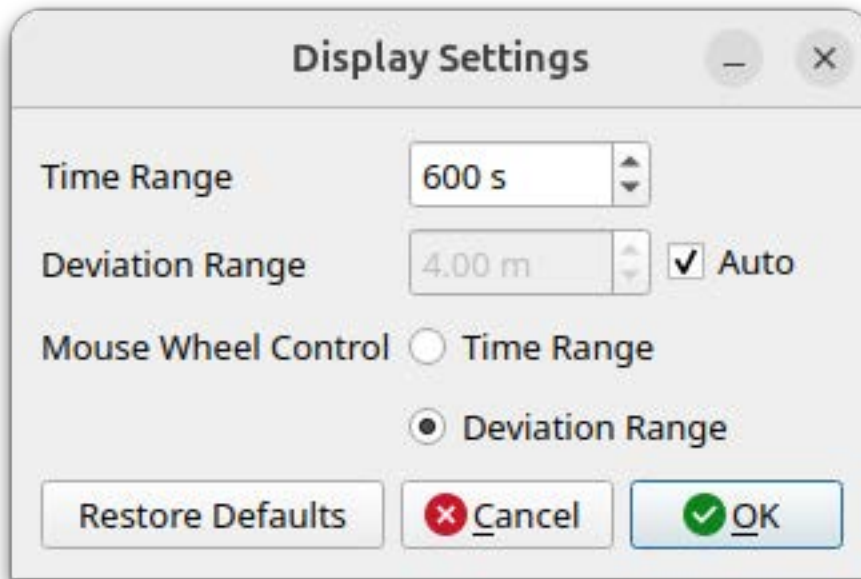 Display Settings
Time Range 600 s
Deviation Range 4.00 m Auto
Mouse Wheel Control Time Range
Deviation Range
Restore Defaults Cancel OK